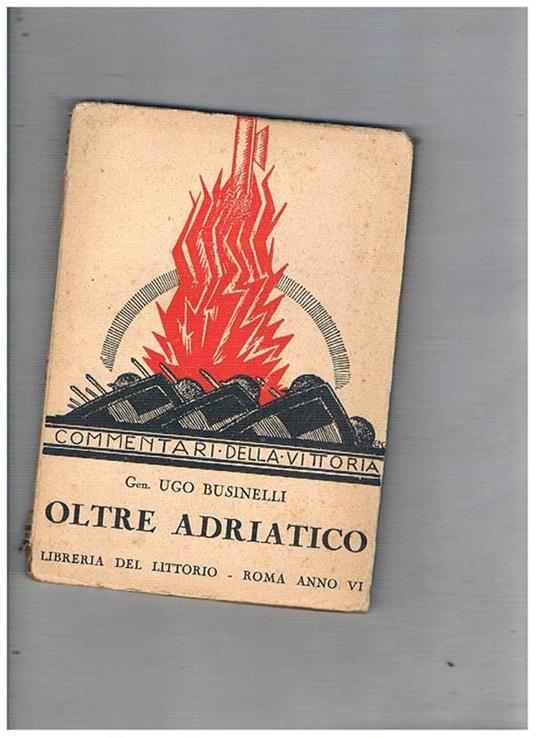 COMMENTARI·DELLA·VITTORIA
Gen. UGO BUSINELLI
OLTRE ADRIATICO
LIBRERIA DEL LITTORIO - ROMA ANNO VI